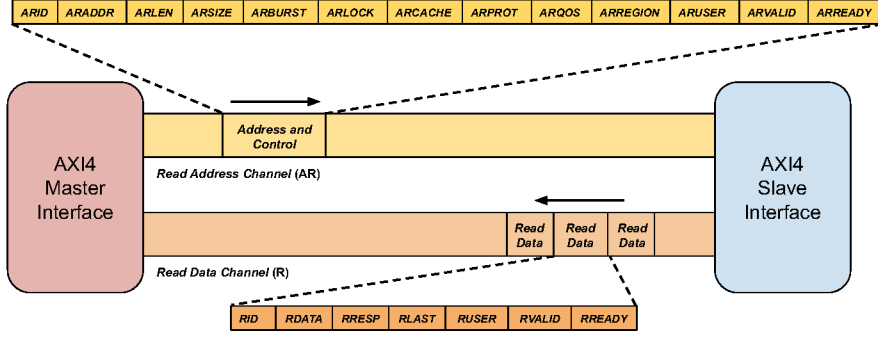 ARID ARADDR ARLEN ARSIZE ARBURST ARLOCK ARCACHE ARPROT ARQOS ARREGION ARUSER ARVALID ARREADY
AXI4
Master
Interface
Address and
Control
Read Address Channel (AR)
Read
Data
Read
Data
Read
Data
Read Data Channel (R)
AXI4
Slave
Interface
RID RDATA RRESP RLAST RUSER RVALID RREADY